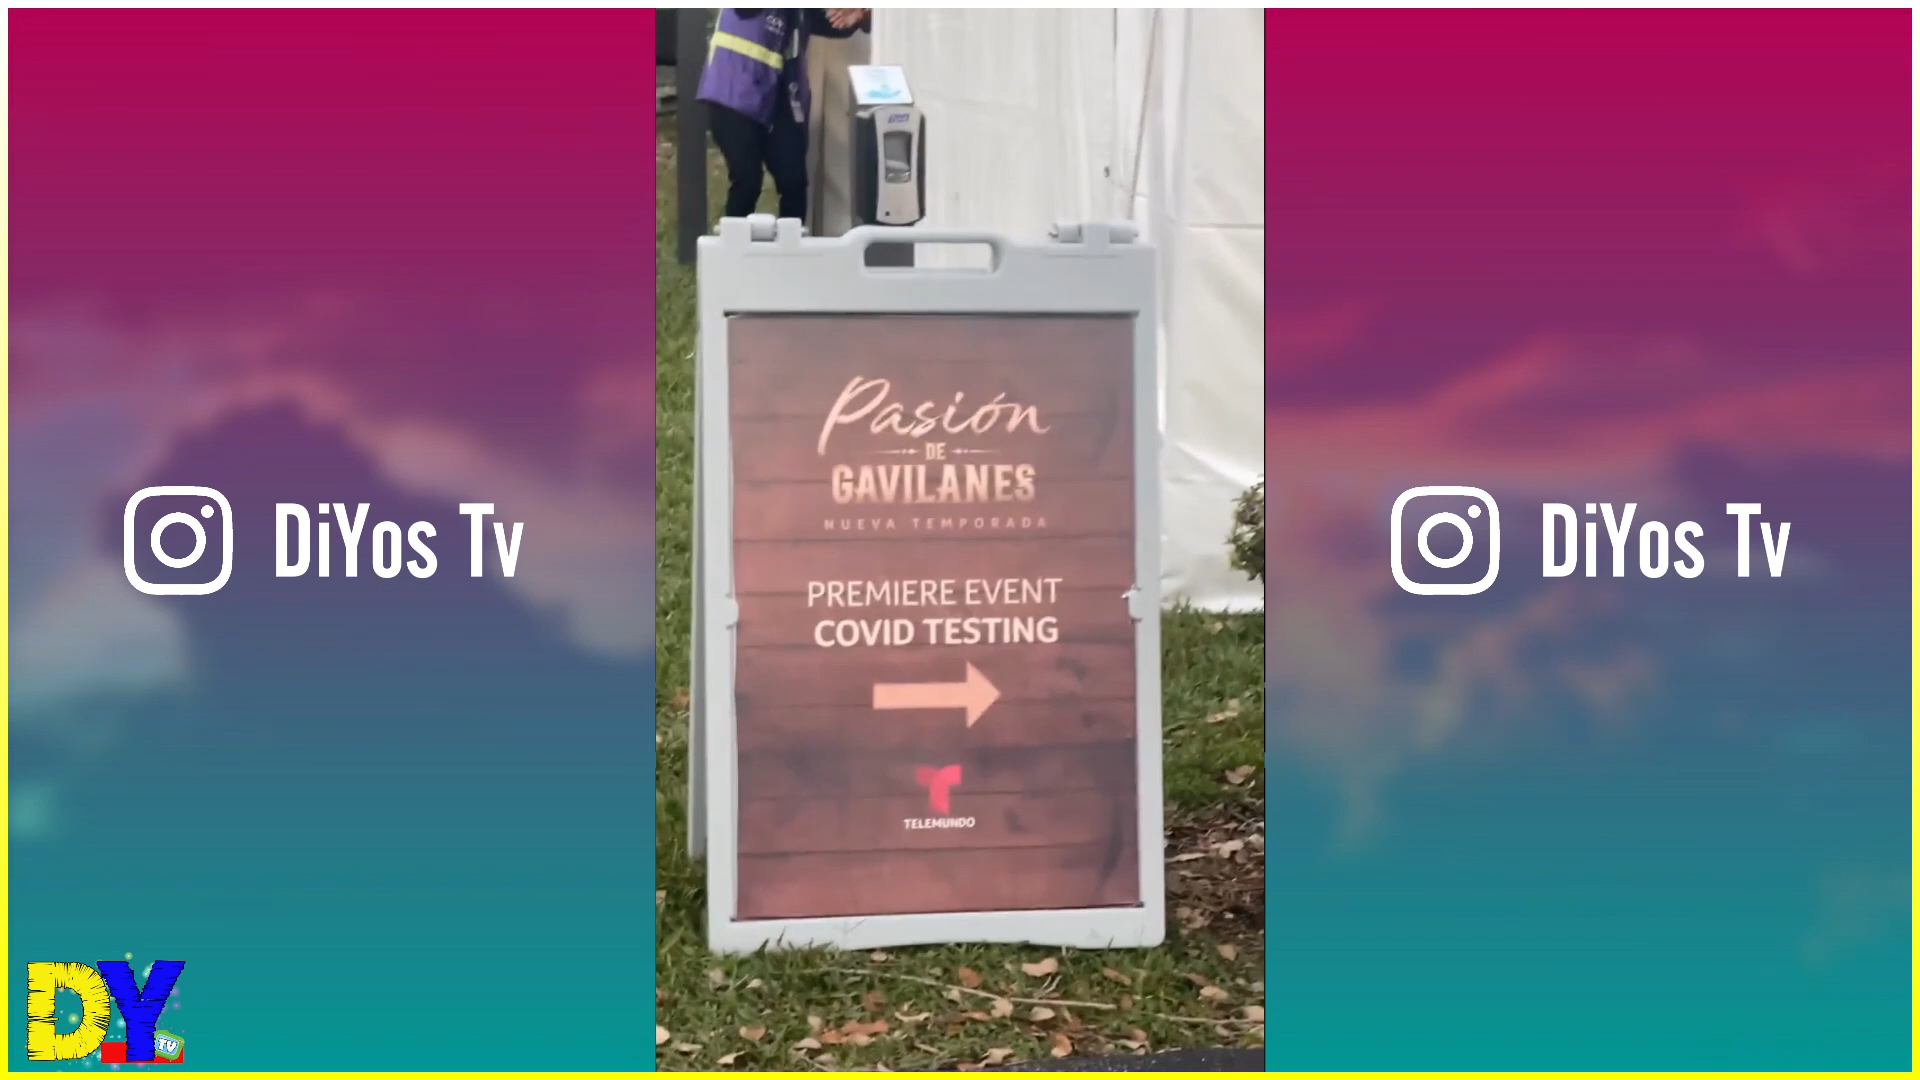 DiYos Tv
Pasión
DE
GAVILANES
NUEVA TEMPORADA
PREMIERE EVENT
COVID TESTING
TELEMUNDO
DiYos Tv
DY
TV